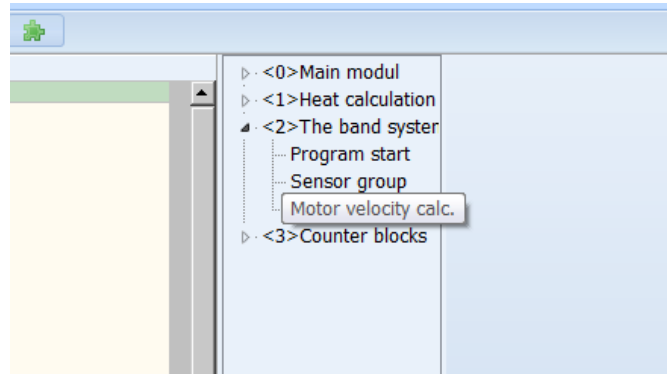 <0>Main modul
<1>Heat calculation
<2>The band syster
Program start
Sensor group
Motor velocity calc.
<3>Counter blocks